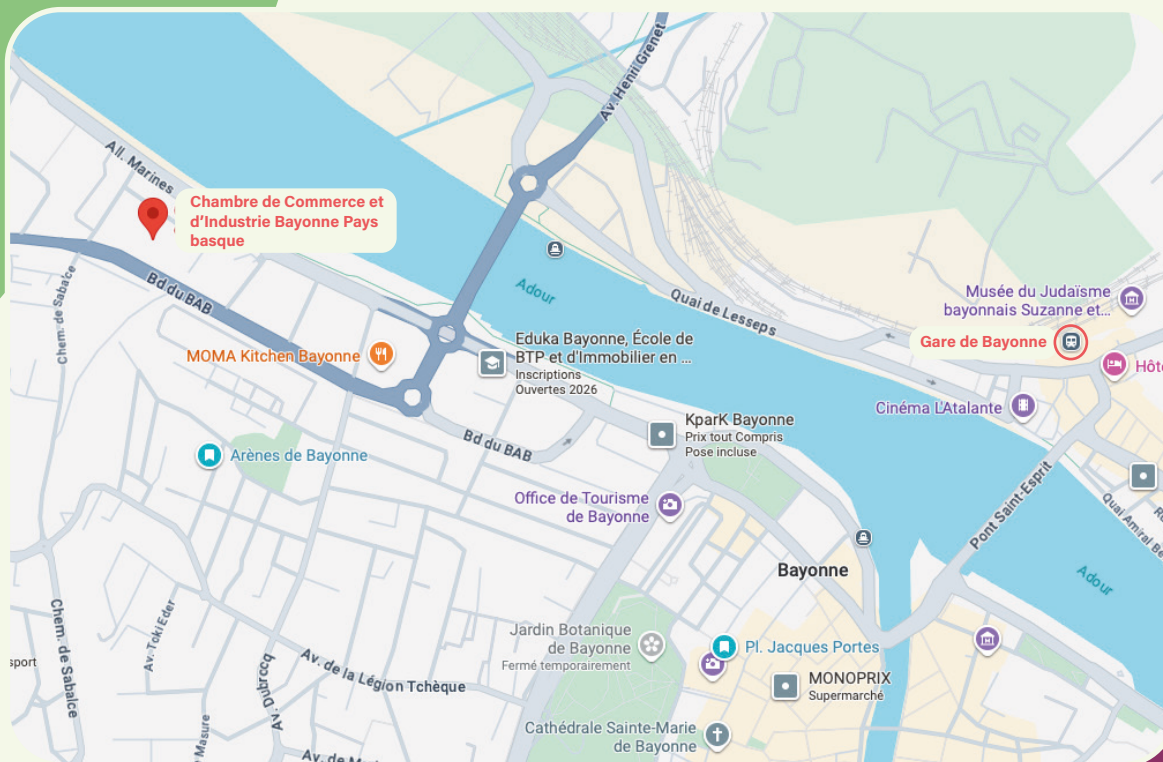 Av. Henri Grenet
All. Marines
Chambre de Commerce et
d'Industrie Bayonne Pays
basque
Chem. de Sabalce
Bd du BAB
Adour
Quai de Lesseps
Musée du Judaïsme
bayonnais Suzanne et...
Gare de Bayonne
Hôte
MOMA Kitchen Bayonne
Eduka Bayonne, École de
BTP et d'Immobilier en ...
Inscriptions
Ouvertes 2026
Cinéma L'Atalante
KparK Bayonne
Prix tout Compris
Pose incluse
Bd du BAB
Arènes de Bayonne
Office de Tourisme
de Bayonne
Pont Saint-Esprit
Quai Amiral Be
Bayonne
Adour
Chem. de Sabalce
Av. Toki Eder
Jardin Botanique
de Bayonne
Fermé temporairement
Pl. Jacques Portes
MONOPRIX
Supermarché
sport
Av. Dubrocq
Av. de la Légion Tchèque
Masure
Cathédrale Sainte-Marie
de Bayonne